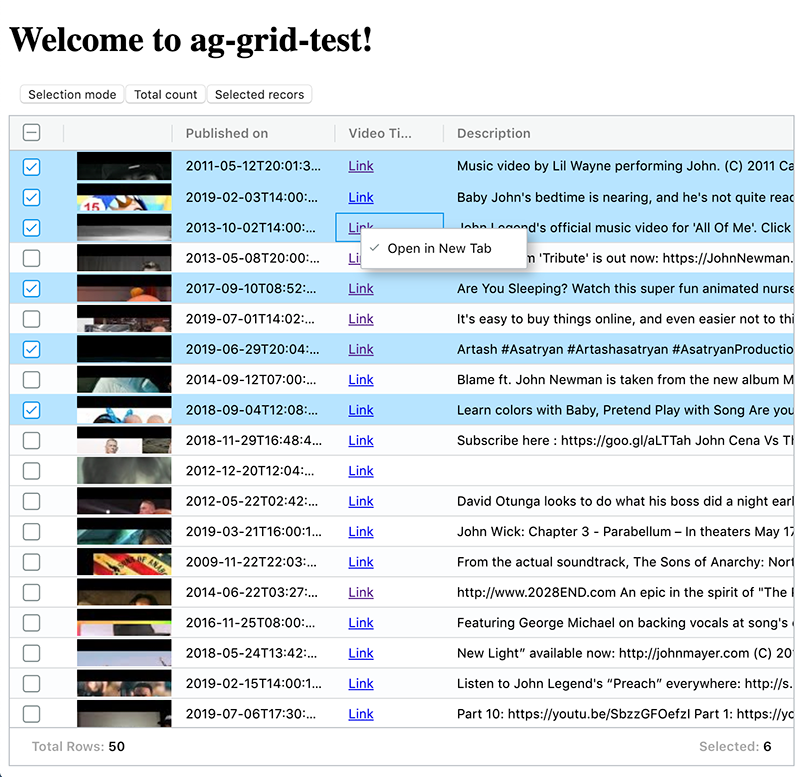 Welcome to ag-grid-test!
Selection mode Total count Selected recors
Published on Video Ti... Description
2011-05-12T20:01:3... Link Music video by Lil Wayne performing John. (C) 2011 Ca
15 2019-02-03T14:00:... Link Baby John's bedtime is nearing, and he's not quite read
2013-10-02T14:00:... Link John Legend's official music video for 'All Of Me'. Click
Open in New Tab
2013-05-08T20:00:... 'Tribute' is out now: https://JohnNewman.
2017-09-10T08:52:... Link Are You Sleeping? Watch this super fun animated nurse
2019-07-01T14:02:... Link It's easy to buy things online, and even easier not to thi
2019-06-29T20:04:... Link Artash #Asatryan #Artashasatryan #AsatryanProductio
2014-09-12T07:00:... Link Blame ft. John Newman is taken from the new album M
2018-09-04T12:08:... Link Learn colors with Baby, Pretend Play with Song Are you
2018-11-29T16:48:4... Link Subscribe here : https://goo.gl/aLTTah John Cena Vs Th
2012-12-20T12:04:... Link
2012-05-22T02:42:... Link David Otunga looks to do what his boss did a night earl
2019-03-21T16:00:1... Link John Wick: Chapter 3 - Parabellum – In theaters May 17
2009-11-22T22:03:... Link From the actual soundtrack, The Sons of Anarchy: Nort
2014-06-22T03:27:... Link http://www.2028END.com An epic in the spirit of "The P
2016-11-25T08:00:... Link Featuring George Michael on backing vocals at song's
2018-05-24T13:42:... Link New Light” available now: http://johnmayer.com (C) 20
2019-02-15T14:00:1... Link Listen to John Legend's “Preach” everywhere: http://s.
2019-07-06T17:30:... Link Part 10: https://youtu.be/SbzzGFOefzI Part 1: https://yo
Total Rows: 50 Selected: 6